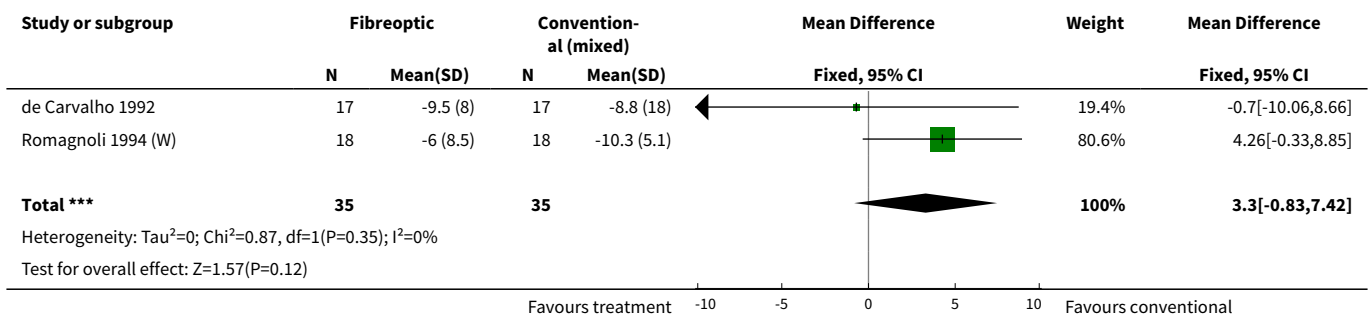 Study or subgroup Fibreoptic Convention- Mean Difference Weight Mean Difference
al (mixed)
N Mean(SD) N Mean(SD) Fixed, 95% CI Fixed, 95% CI
de Carvalho 1992 17 -9.5 (8) 17 -8.8 (18) 19.4% -0.7[-10.06,8.66]
Romagnoli 1994 (W) 18 -6 (8.5) 18 -10.3 (5.1) 80.6% 4.26[-0.33,8.85]
Total *** 35 35 100% 3.3[-0.83,7.42]
Heterogeneity: Tau²=0; Chi²=0.87, df=1(P=0.35); I²=0%
Test for overall effect: Z=1.57(P=0.12)
Favours treatment -10 -5 0 5 10 Favours conventional